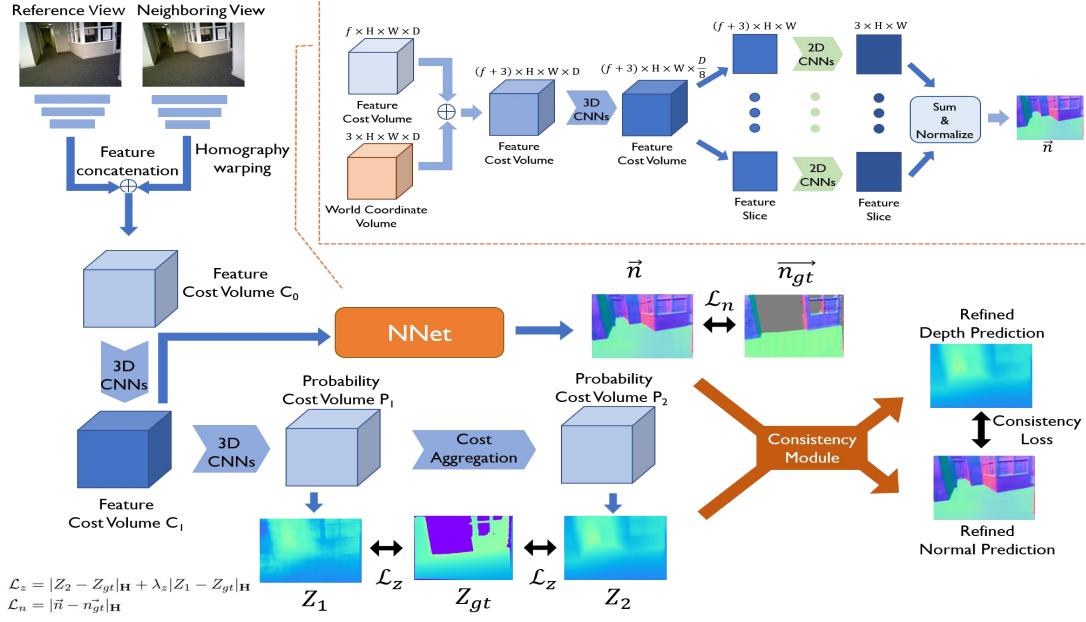 Reference View
Neighboring View
Feature
concatenation
Homography
warping
⊕
Feature
Cost Volume C₀
3D
CNNs
Feature
Cost Volume C₁
f × H × W × D
Feature
Cost Volume
3 × H × W × D
World Coordinate
Volume
⊕
(f + 3) × H × W × D
Feature
Cost Volume
3D
CNNs
(f + 3) × H × W × D/8
Feature
Cost Volume
(f + 3) × H × W
2D
CNNs
3 × H × W
2D
CNNs
Feature
Slice
Feature
Slice
Sum
&
Normalize
n⃗
NNet
n⃗
ℒₙ
n_gt⃗
3D
CNNs
Probability
Cost Volume P₁
Cost
Aggregation
Probability
Cost Volume P₂
Consistency
Module
Refined
Depth Prediction
Consistency
Loss
Refined
Normal Prediction
ℒ_z
ℒ_z
Z₁
Z_gt
Z₂
ℒ_z = |Z₂ − Z_gt|_H + λ_z|Z₁ − Z_gt|_H
ℒₙ = |n⃗ − n⃗_gt|_H